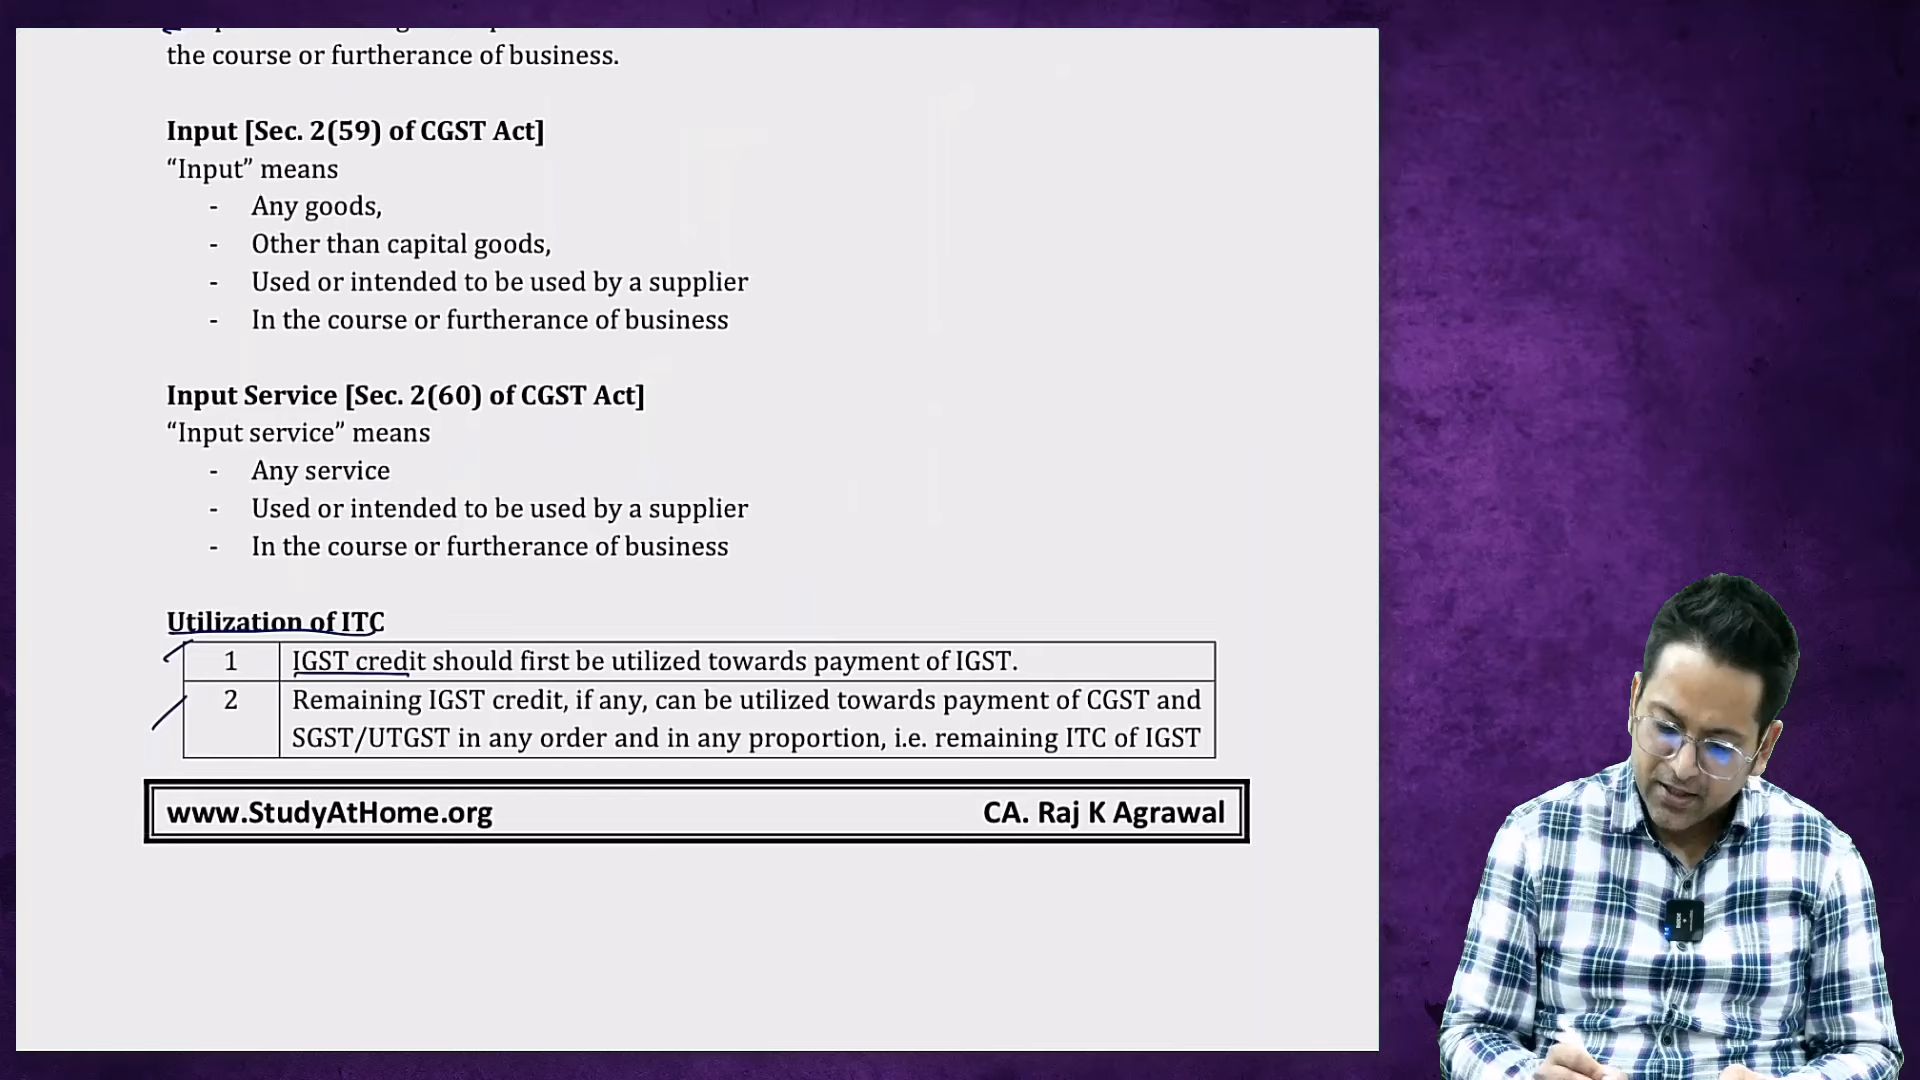 the course or furtherance of business.
Input [Sec. 2(59) of CGST Act]
“Input” means
- Any goods,
- Other than capital goods,
- Used or intended to be used by a supplier
- In the course or furtherance of business
Input Service [Sec. 2(60) of CGST Act]
“Input service” means
- Any service
- Used or intended to be used by a supplier
- In the course or furtherance of business
Utilization of ITC
1 IGST credit should first be utilized towards payment of IGST.
2 Remaining IGST credit, if any, can be utilized towards payment of CGST and
SGST/UTGST in any order and in any proportion, i.e. remaining ITC of IGST
www.StudyAtHome.org CA. Raj K Agrawal